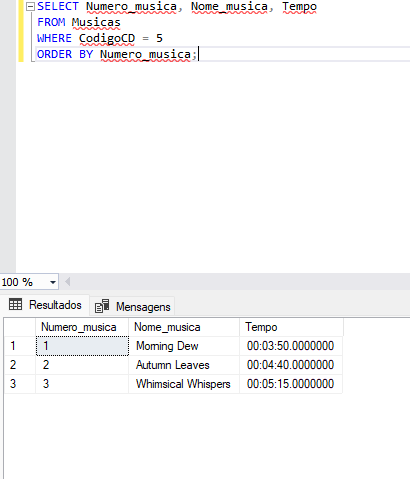 SELECT Numero_musica, Nome_musica, Tempo
FROM Musicas
WHERE CodigoCD = 5
ORDER BY Numero_musica;
100 %
Resultados Mensagens
Numero_musica Nome_musica Tempo
1 1 Morning Dew 00:03:50.0000000
2 2 Autumn Leaves 00:04:40.0000000
3 3 Whimsical Whispers 00:05:15.0000000